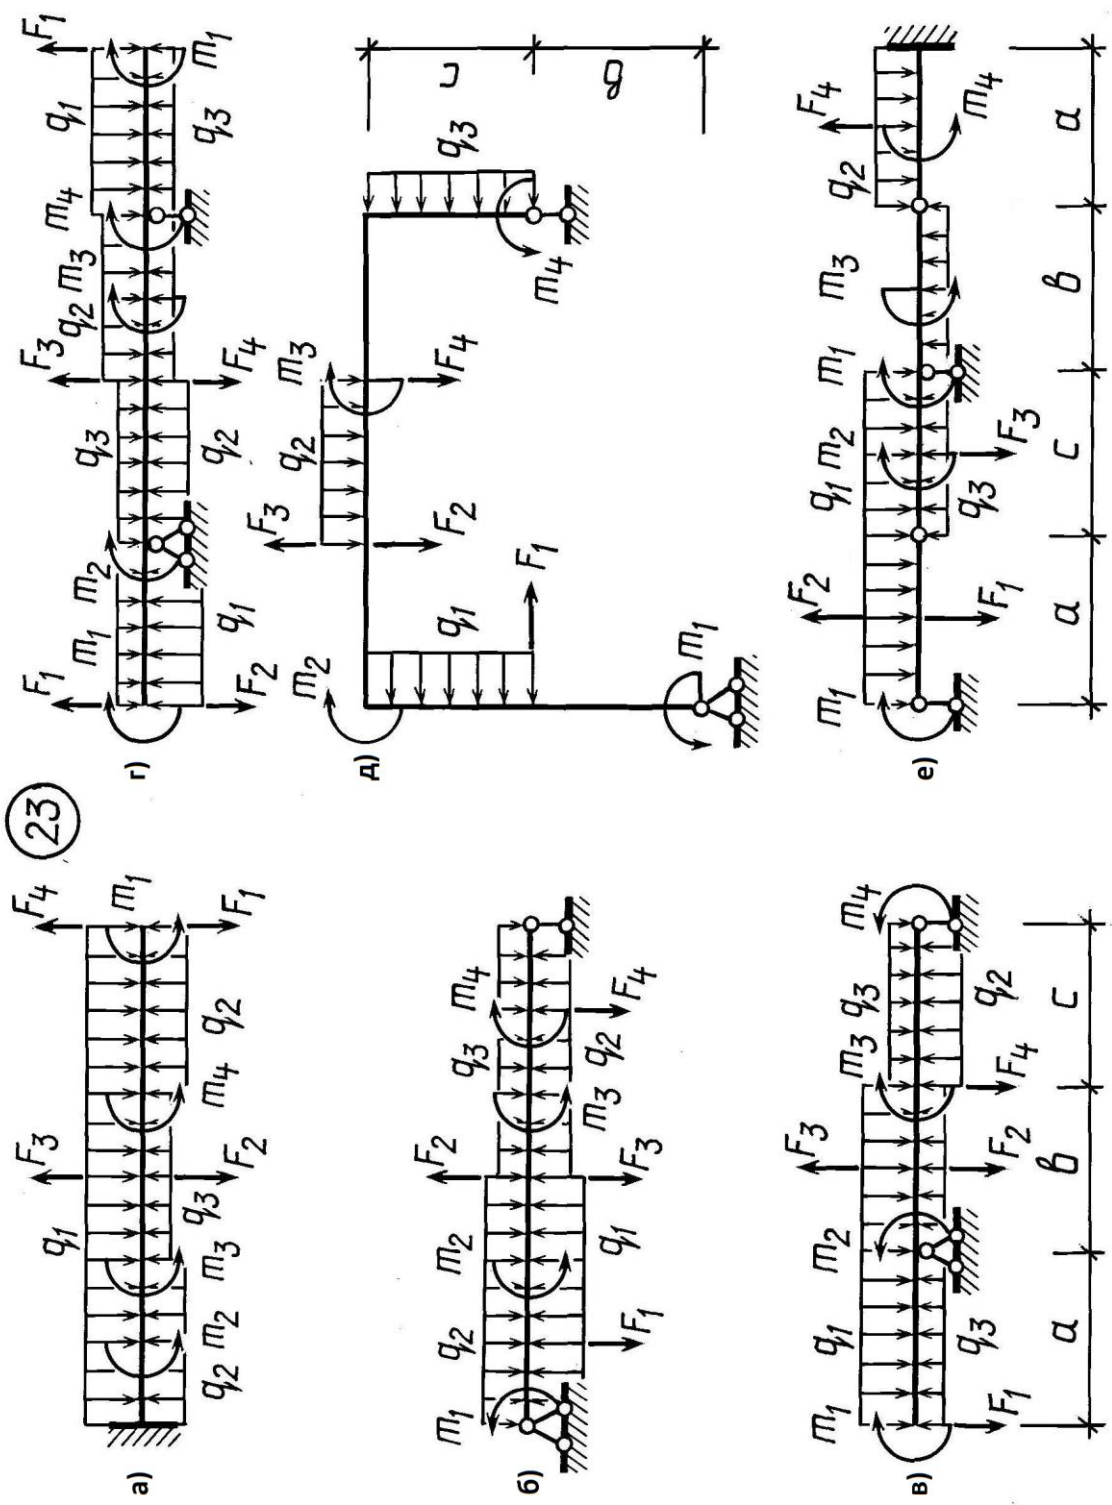 23
а)
F3 F4
q1 m1
q2 m2 m3 q3 F2 m4 q2 F1
б)
F2
m1 q2 m2 q3 m4
F1 q1 F3 m3 q2 F4
в)
F3
m1 q1 m2 m3 q3 m4
F1 q3 F2 F4 q2
a в c
г)
F1 F3 F1
m1 m2 q3 q2 m3 m4 q1
F2 q1 q2 F4 q3 m1
д)
F3
m2 q2 m3
q1 F2 F4 q3
F1 m4
m1
c
в
е)
F2 F4
m1 q1 m2 m1 m3 q2
F1 q3 F3 m4
a c в a